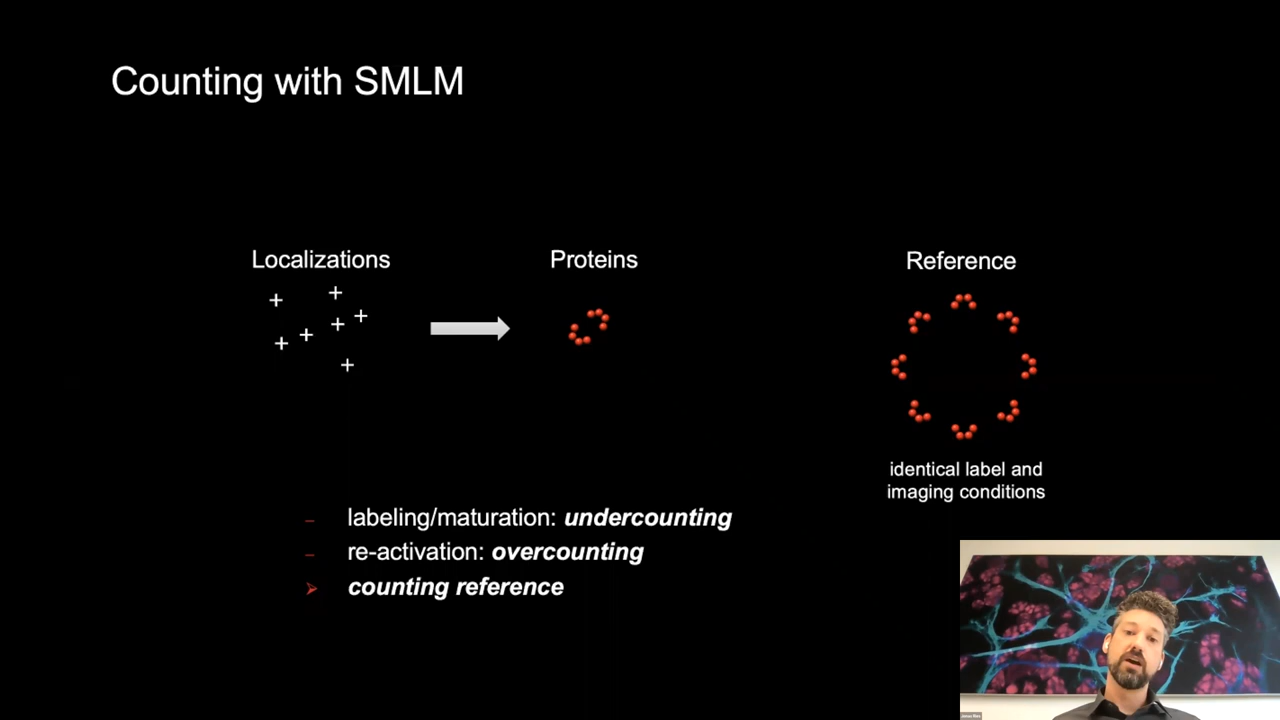 Counting with SMLM
Localizations
Proteins
Reference
identical label and
imaging conditions
– labeling/maturation: undercounting
– re-activation: overcounting
➤ counting reference